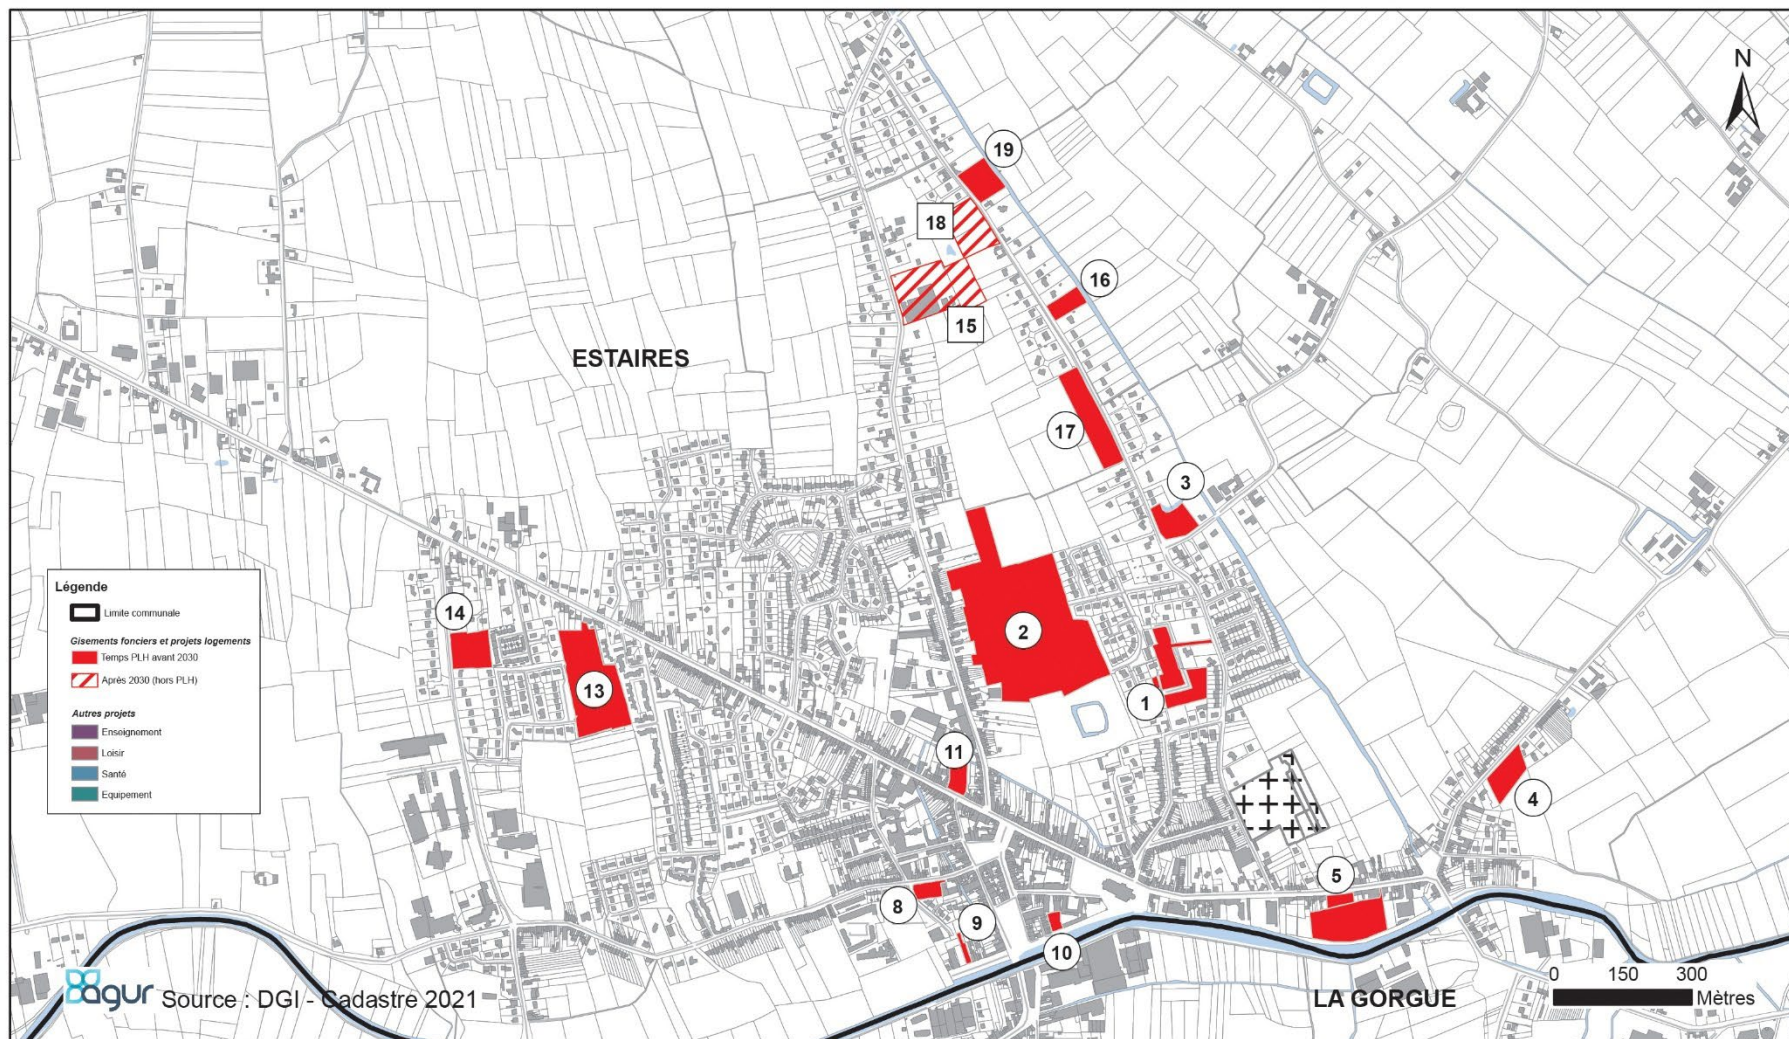 N
19
18
16
15
ESTAIRES
17
3
Légende
Limite communale
Gisements fonciers et projets logements
Temps PLH avant 2030
Après 2030 (hors PLH)
Autres projets
Enseignement
Loisir
Santé
Equipement
14
2
13
1
11
4
5
8
9
10
0 150 300
Mètres
LA GORGUE
agur Source : DGI - Cadastre 2021